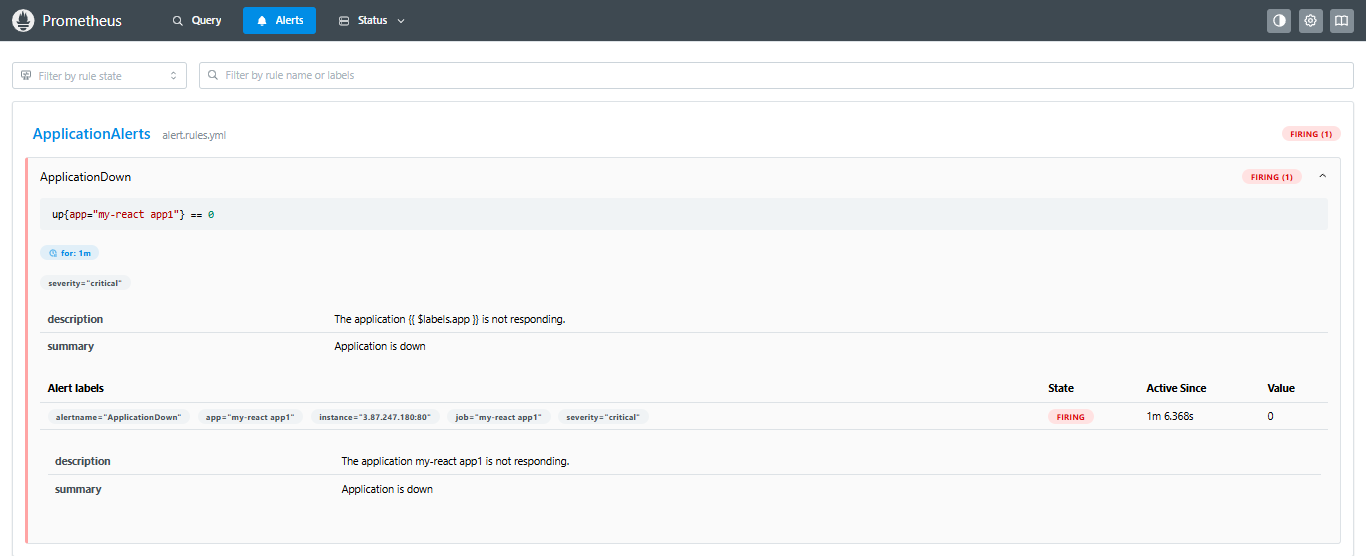 Prometheus Query Alerts Status
Filter by rule state Filter by rule name or labels
ApplicationAlerts alert.rules.yml FIRING (1)
ApplicationDown FIRING (1)
up{app="my-react app1"} == 0
for: 1m
severity="critical"
description The application {{ $labels.app }} is not responding.
summary Application is down
Alert labels State Active Since Value
alertname="ApplicationDown" app="my-react app1" instance="3.87.247.180:80" job="my-react app1" severity="critical" FIRING 1m 6.368s 0
description The application my-react app1 is not responding.
summary Application is down